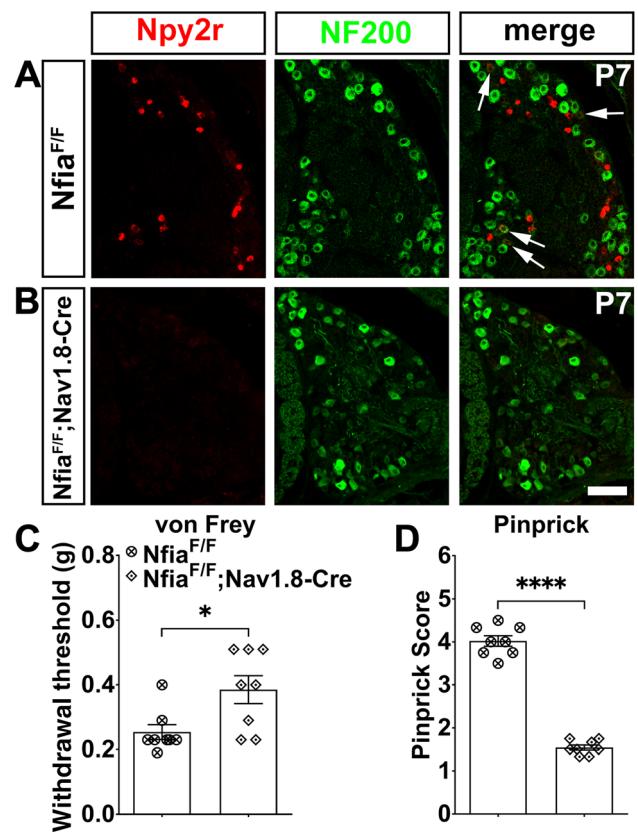 Npy2r NF200 merge
A
Nfia^F/F
P7
B
Nfia^F/F;Nav1.8-Cre
P7
C
von Frey
Nfia^F/F
Nfia^F/F;Nav1.8-Cre
*
Withdrawal threshold (g)
0.8
0.6
0.4
0.2
0.0
D
Pinprick
****
Pinprick Score
6
5
4
3
2
1
0